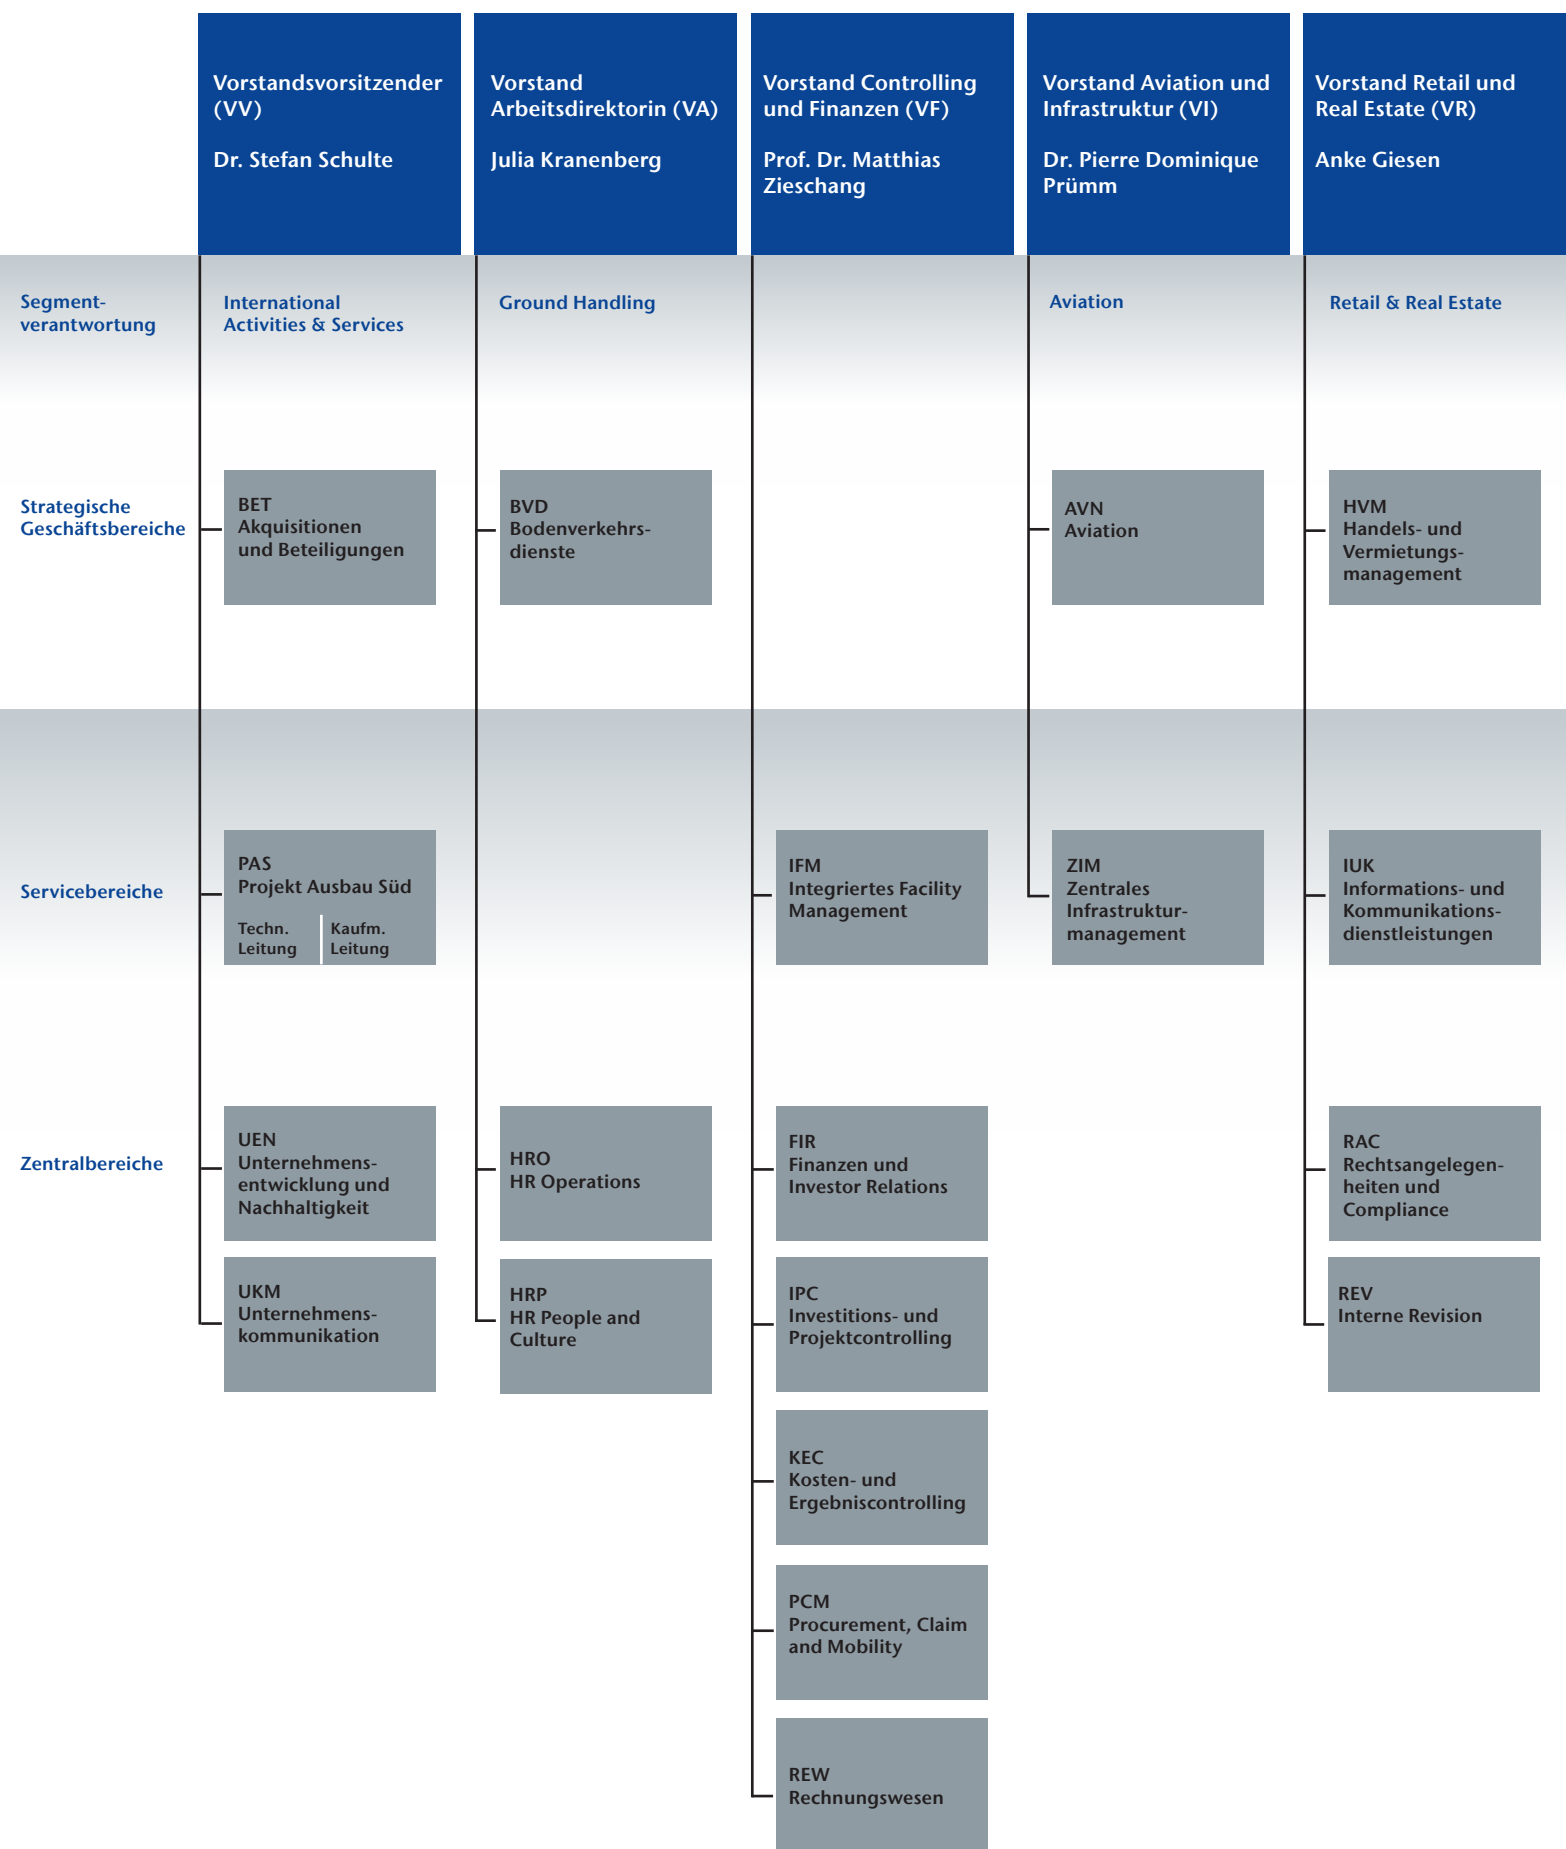 Vorstandsvorsitzender
(VV)
Dr. Stefan Schulte
Vorstand
Arbeitsdirektorin (VA)
Julia Kranenberg
Vorstand Controlling
und Finanzen (VF)
Prof. Dr. Matthias
Zieschang
Vorstand Aviation und
Infrastruktur (VI)
Dr. Pierre Dominique
Prümm
Vorstand Retail und
Real Estate (VR)
Anke Giesen
Segment-
verantwortung
International
Activities & Services
Ground Handling
Aviation
Retail & Real Estate
Strategische
Geschäftsbereiche
BET
Akquisitionen
und Beteiligungen
BVD
Bodenverkehrs-
dienste
AVN
Aviation
HVM
Handels- und
Vermietungs-
management
Servicebereiche
PAS
Projekt Ausbau Süd
Techn.
Leitung
Kaufm.
Leitung
IFM
Integriertes Facility
Management
ZIM
Zentrales
Infrastruktur-
management
IUK
Informations- und
Kommunikations-
dienstleistungen
Zentralbereiche
UEN
Unternehmens-
entwicklung und
Nachhaltigkeit
HRO
HR Operations
FIR
Finanzen und
Investor Relations
RAC
Rechtsangelegen-
heiten und
Compliance
UKM
Unternehmens-
kommunikation
HRP
HR People and
Culture
IPC
Investitions- und
Projektcontrolling
REV
Interne Revision
KEC
Kosten- und
Ergebniscontrolling
PCM
Procurement, Claim
and Mobility
REW
Rechnungswesen